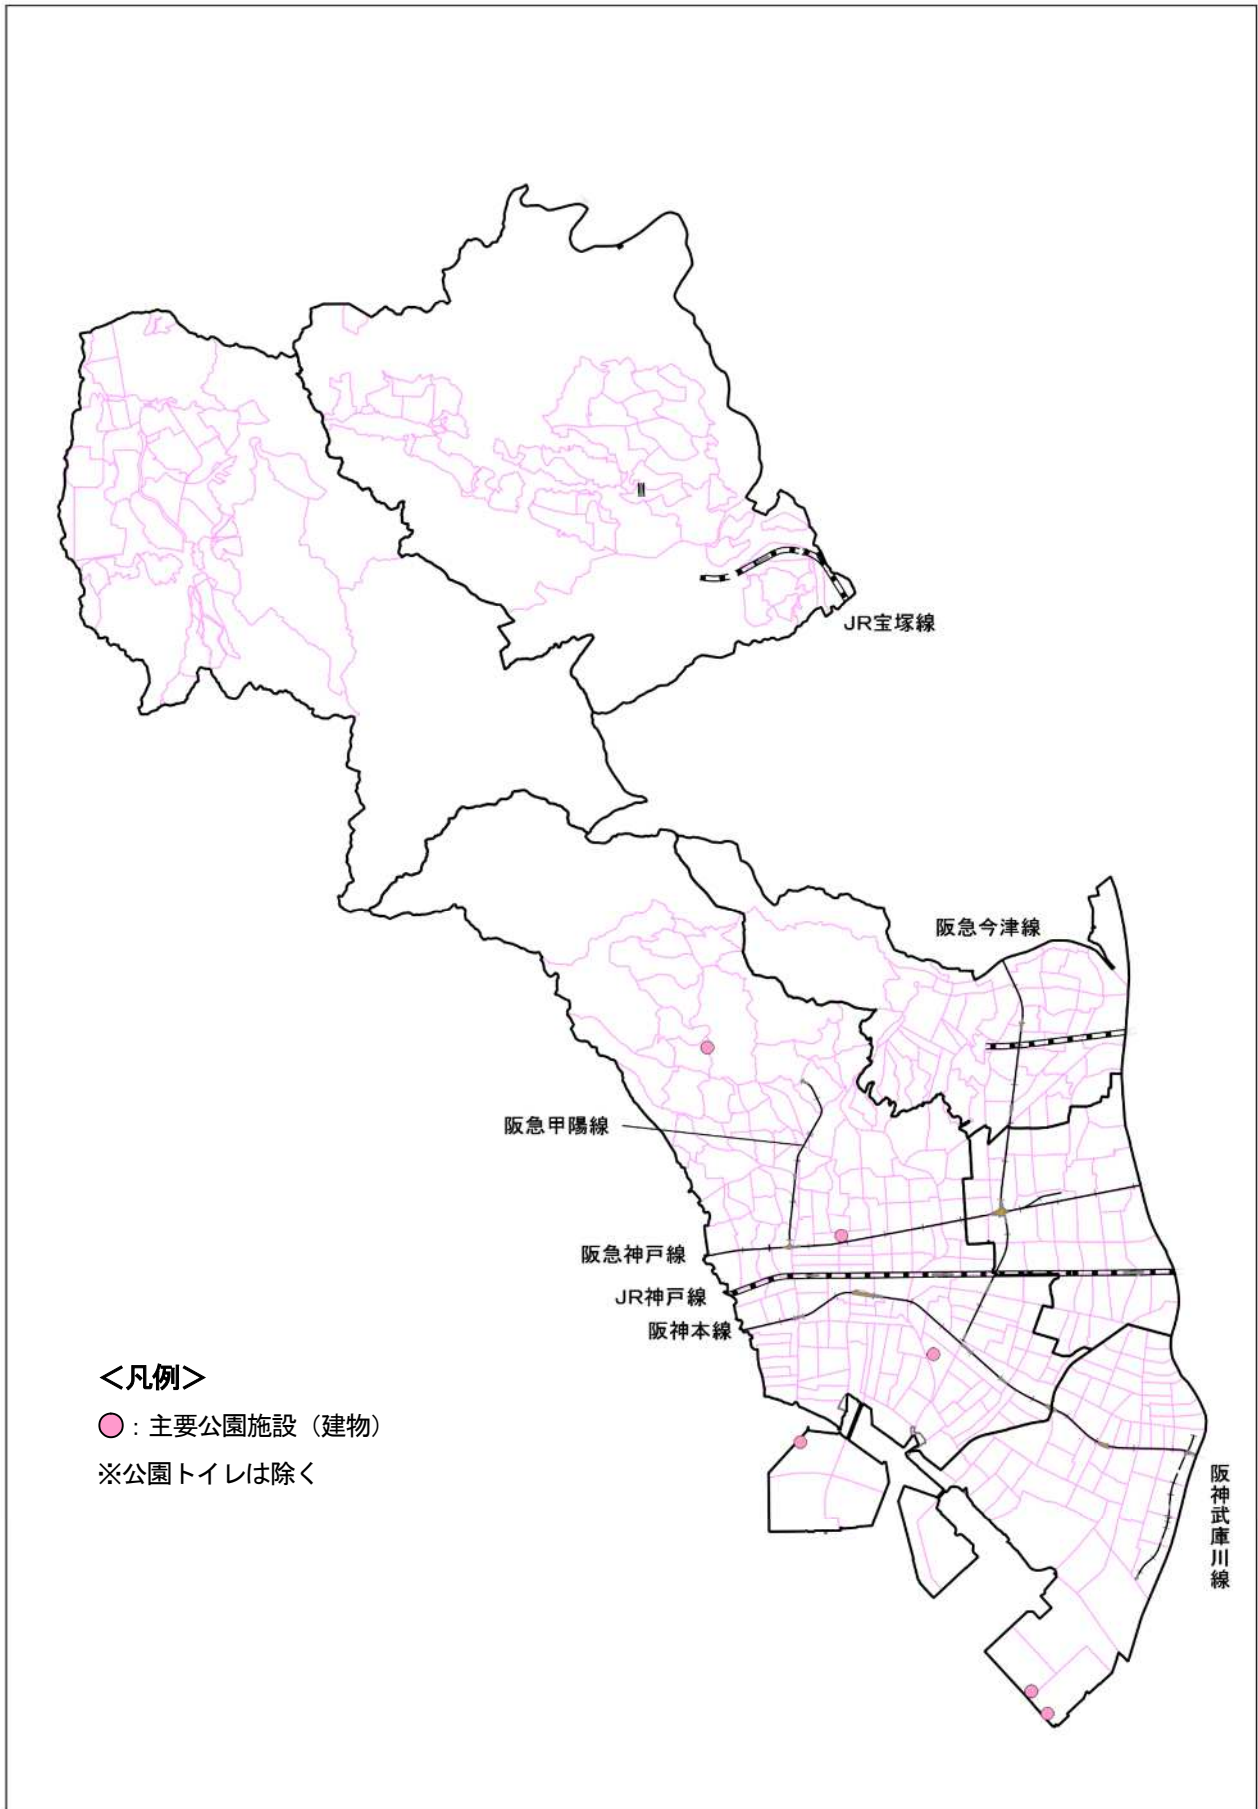 JR宝塚線
阪急今津線
阪急甲陽線
阪急神戸線
JR神戸線
阪神本線
＜凡例＞
：主要公園施設（建物）
※公園トイレは除く
阪神武庫川線